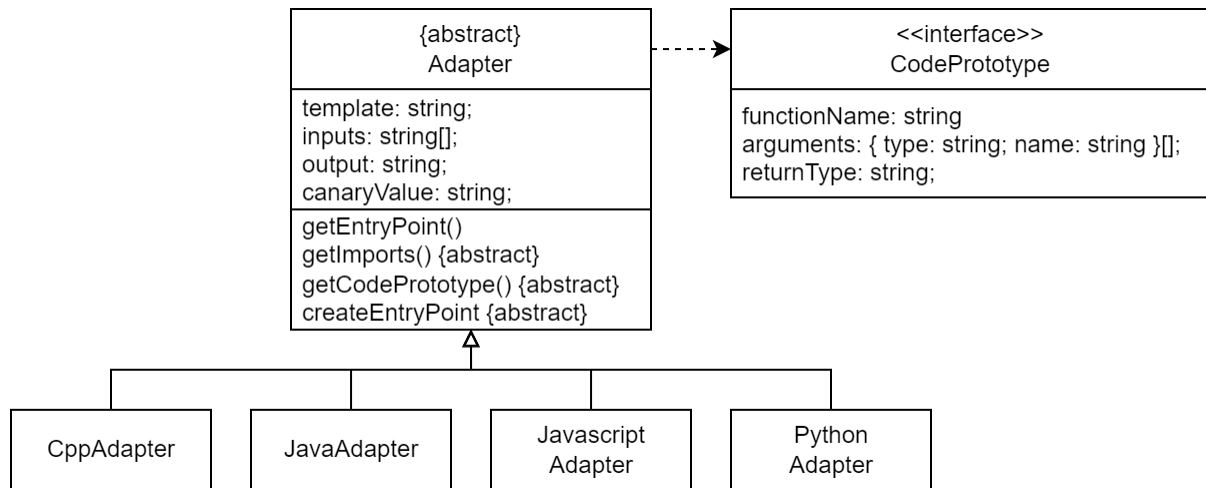 {abstract}
Adapter
template: string;
inputs: string[];
output: string;
canaryValue: string;
getEntryPoint()
getImports() {abstract}
getCodePrototype() {abstract}
createEntryPoint {abstract}
<<interface>>
CodePrototype
functionName: string
arguments: { type: string; name: string }[];
returnType: string;
CppAdapter
JavaAdapter
Javascript
Adapter
Python
Adapter